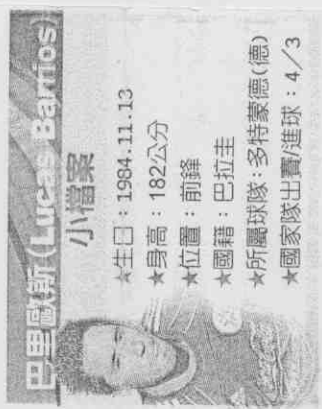 巴里歐斯(Lucas Barrios)
小檔案
★生日：1984.11.13
★身高：182公分
★位置：前鋒
★國籍：巴拉圭
★所屬球隊：多特蒙德(德)
★國家隊出賽/進球：4/3